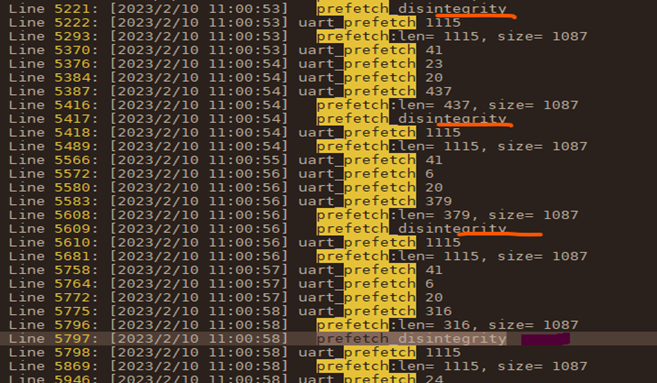 Line 5221: [2023/2/10 11:00:53] prefetch disintegrity
Line 5222: [2023/2/10 11:00:53] uart_prefetch 1115
Line 5293: [2023/2/10 11:00:53] prefetch:len= 1115, size= 1087
Line 5370: [2023/2/10 11:00:53] uart_prefetch 41
Line 5376: [2023/2/10 11:00:54] uart_prefetch 23
Line 5384: [2023/2/10 11:00:54] uart_prefetch 20
Line 5387: [2023/2/10 11:00:54] uart_prefetch 437
Line 5416: [2023/2/10 11:00:54] prefetch:len= 437, size= 1087
Line 5417: [2023/2/10 11:00:54] prefetch disintegrity
Line 5418: [2023/2/10 11:00:54] uart_prefetch 1115
Line 5489: [2023/2/10 11:00:54] prefetch:len= 1115, size= 1087
Line 5566: [2023/2/10 11:00:55] uart_prefetch 41
Line 5572: [2023/2/10 11:00:56] uart_prefetch 6
Line 5580: [2023/2/10 11:00:56] uart_prefetch 20
Line 5583: [2023/2/10 11:00:56] uart_prefetch 379
Line 5608: [2023/2/10 11:00:56] prefetch:len= 379, size= 1087
Line 5609: [2023/2/10 11:00:56] prefetch disintegrity
Line 5610: [2023/2/10 11:00:56] uart_prefetch 1115
Line 5681: [2023/2/10 11:00:56] prefetch:len= 1115, size= 1087
Line 5758: [2023/2/10 11:00:57] uart_prefetch 41
Line 5764: [2023/2/10 11:00:57] uart_prefetch 6
Line 5772: [2023/2/10 11:00:57] uart_prefetch 20
Line 5775: [2023/2/10 11:00:58] uart_prefetch 316
Line 5796: [2023/2/10 11:00:58] prefetch:len= 316, size= 1087
Line 5797: [2023/2/10 11:00:58] prefetch disintegrity
Line 5798: [2023/2/10 11:00:58] uart_prefetch 1115
Line 5869: [2023/2/10 11:00:58] prefetch:len= 1115, size= 1087
Line 5946: [2023/2/10 11:00:58] uart_prefetch 24